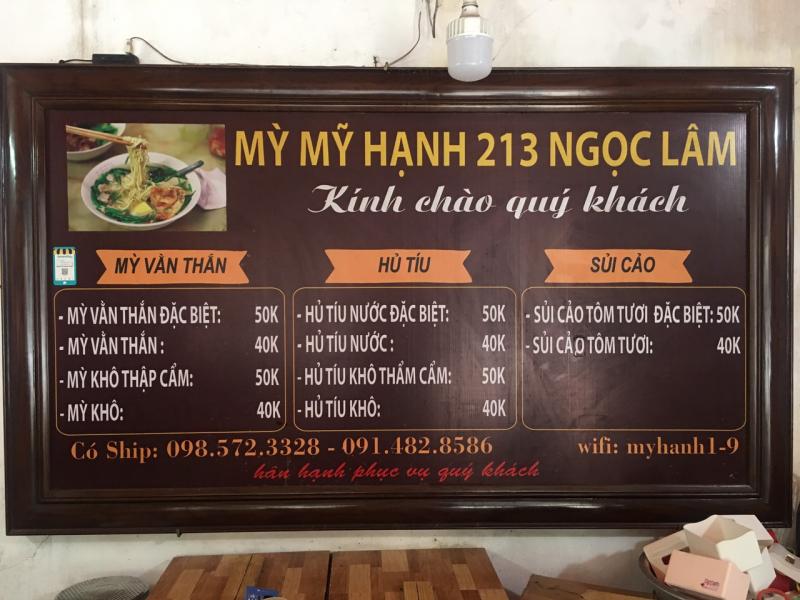 MỲ MỸ HẠNH 213 NGỌC LÂM
Kính chào quý khách
MỲ VẰN THẮN
- MỲ VẰN THẮN ĐẶC BIỆT: 50K
- MỲ VẰN THẮN : 40K
- MỲ KHÔ THẬP CẨM: 50K
- MỲ KHÔ: 40K
HỦ TÍU
- HỦ TÍU NƯỚC ĐẶC BIỆT: 50K
- HỦ TÍU NƯỚC : 40K
- HỦ TÍU KHÔ THẨM CẨM: 50K
- HỦ TÍU KHÔ: 40K
SỦI CẢO
- SỦI CẢO TÔM TƯƠI ĐẶC BIỆT: 50K
- SỦI CẢO TÔM TƯƠI: 40K
Có Ship: 098.572.3328 - 091.482.8586
wifi: myhanh1-9
hân hạnh phục vụ quý khách